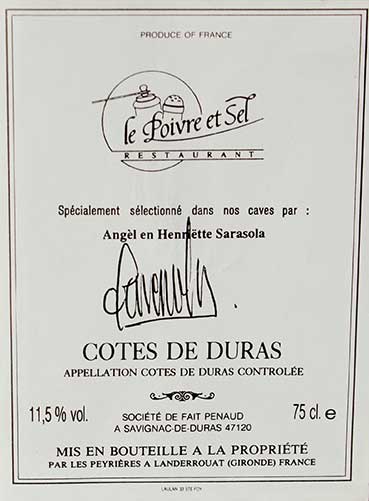 PRODUCE OF FRANCE
le Poivre et Sel
RESTAURANT
Spécialement sélectionné dans nos caves par :
Angèl en Henriëtte Sarasola
COTES DE DURAS
APPELLATION COTES DE DURAS CONTROLÉE
11,5% vol.
SOCIÉTÉ DE FAIT PENAUD
75 cl. e
A SAVIGNAC-DE-DURAS 47120
MIS EN BOUTEILLE A LA PROPRIÉTÉ
PAR LES PEYRIÈRES A LANDERROUAT (GIRONDE) FRANCE